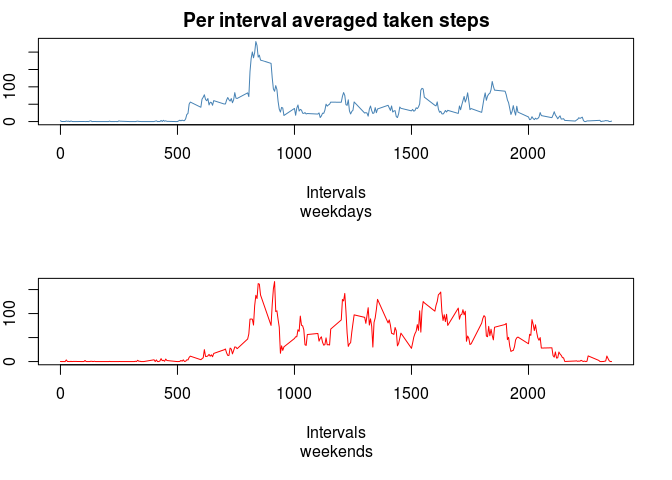 Per interval averaged taken steps
100
0
0 500 1000 1500 2000
Intervals
weekdays
100
0
0 500 1000 1500 2000
Intervals
weekends